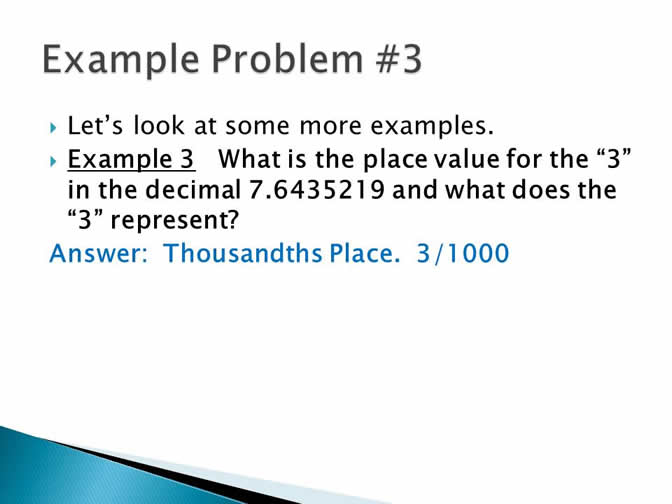 Example Problem #3
Let's look at some more examples.
Example 3 What is the place value for the “3”
in the decimal 7.6435219 and what does the
“3” represent?
Answer: Thousandths Place. 3/1000